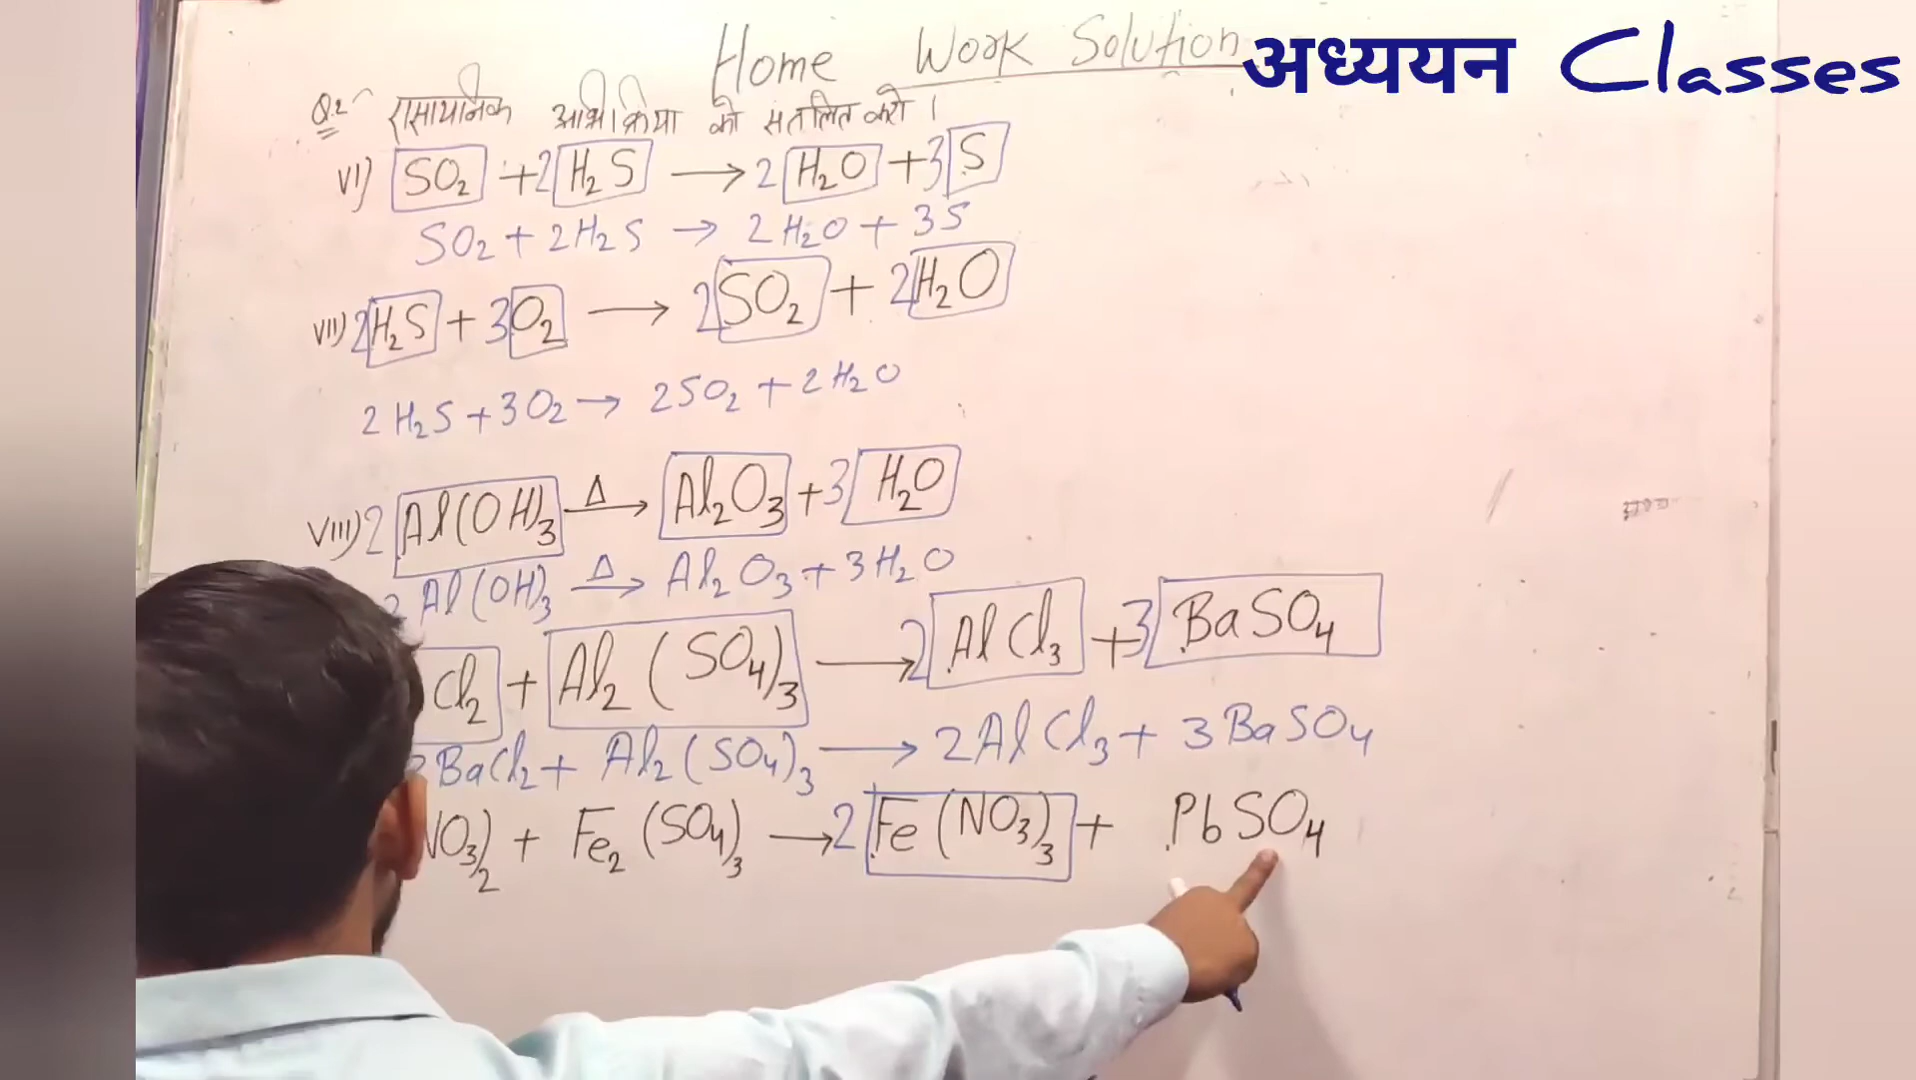 Home Work Solution
अध्ययन Classes
Q.2 रासायनिक अभिक्रिया को संतलित करो ।
VI) SO₂ + 2H₂S → 2H₂O + 3S
SO₂ + 2H₂S → 2H₂O + 3S
VII) 2H₂S + 3O₂ → 2SO₂ + 2H₂O
2H₂S + 3O₂ → 2SO₂ + 2H₂O
VIII) 2Al(OH)₃ —Δ→ Al₂O₃ + 3H₂O
2Al(OH)₃ —Δ→ Al₂O₃ + 3H₂O
Cl₂ + Al₂(SO₄)₃ → 2AlCl₃ + 3BaSO₄
BaCl₂ + Al₂(SO₄)₃ → 2AlCl₃ + 3BaSO₄
NO₃)₂ + Fe₂(SO₄)₃ → 2Fe(NO₃)₃ + PbSO₄